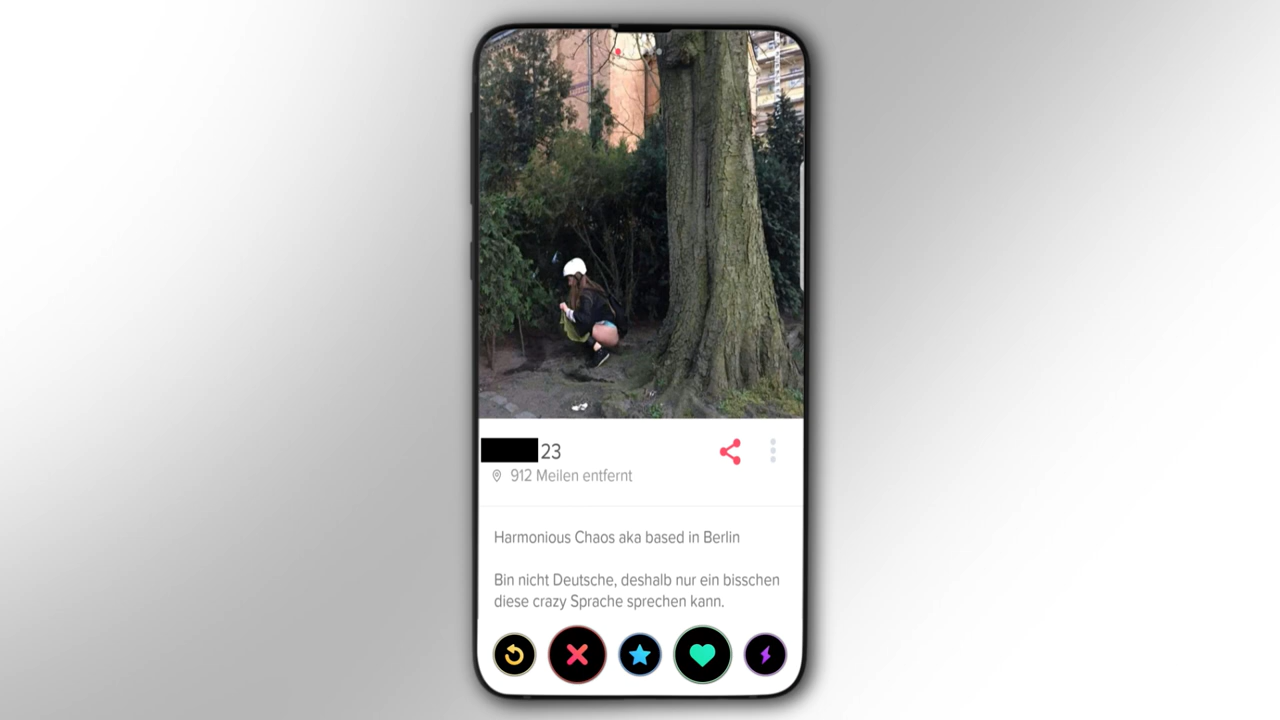 23
912 Meilen entfernt
Harmonious Chaos aka based in Berlin
Bin nicht Deutsche, deshalb nur ein bisschen
diese crazy Sprache sprechen kann.